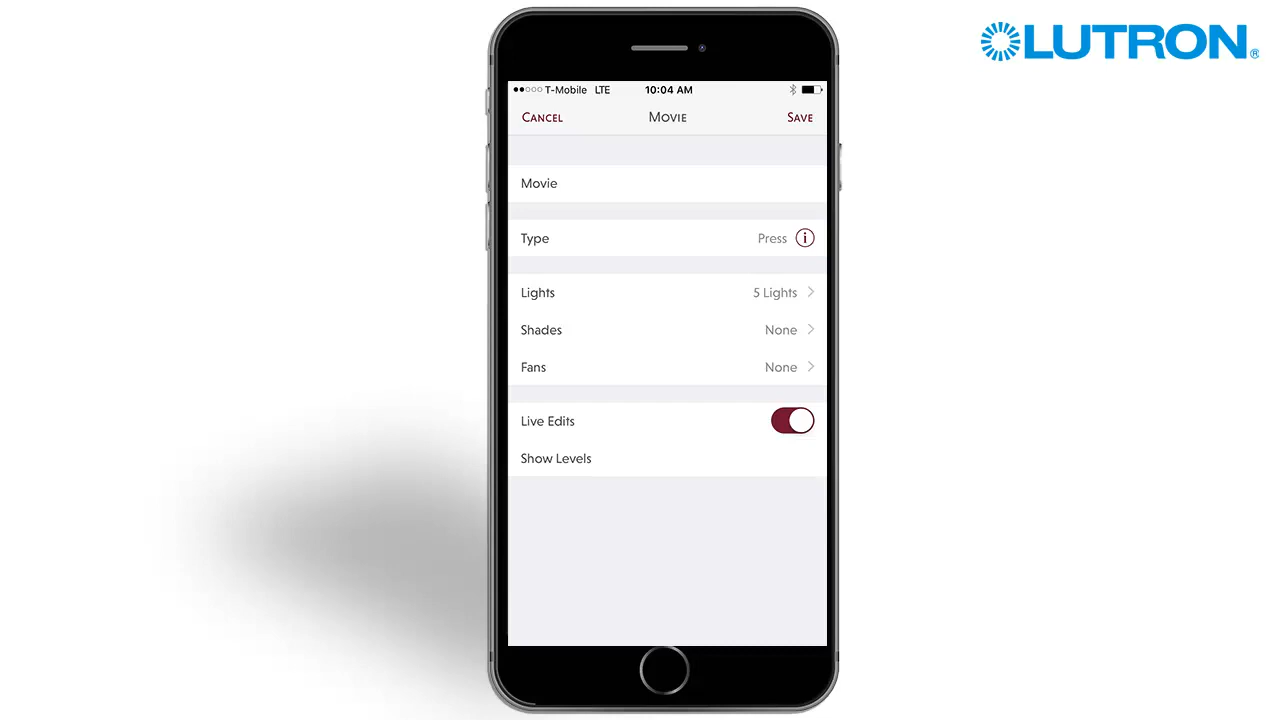 LUTRON®
T-Mobile LTE 10:04 AM
CANCEL MOVIE SAVE
Movie
Type Press i
Lights 5 Lights
Shades None
Fans None
Live Edits
Show Levels